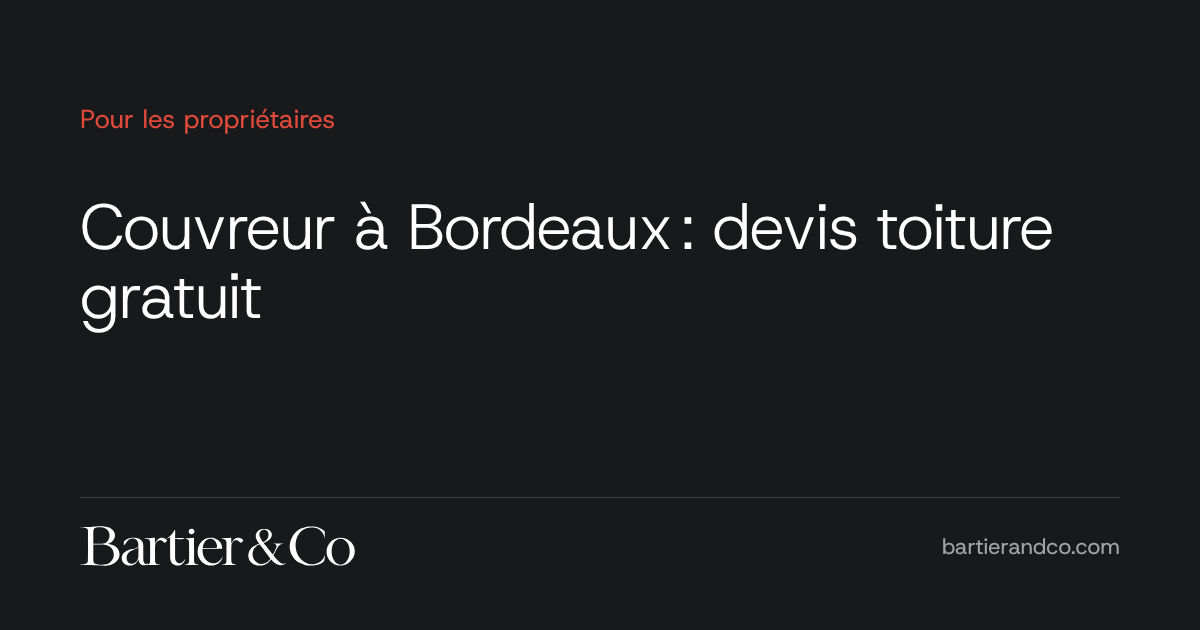 Pour les propriétaires
Couvreur à Bordeaux : devis toiture
gratuit
Bartier & Co
bartierandco.com